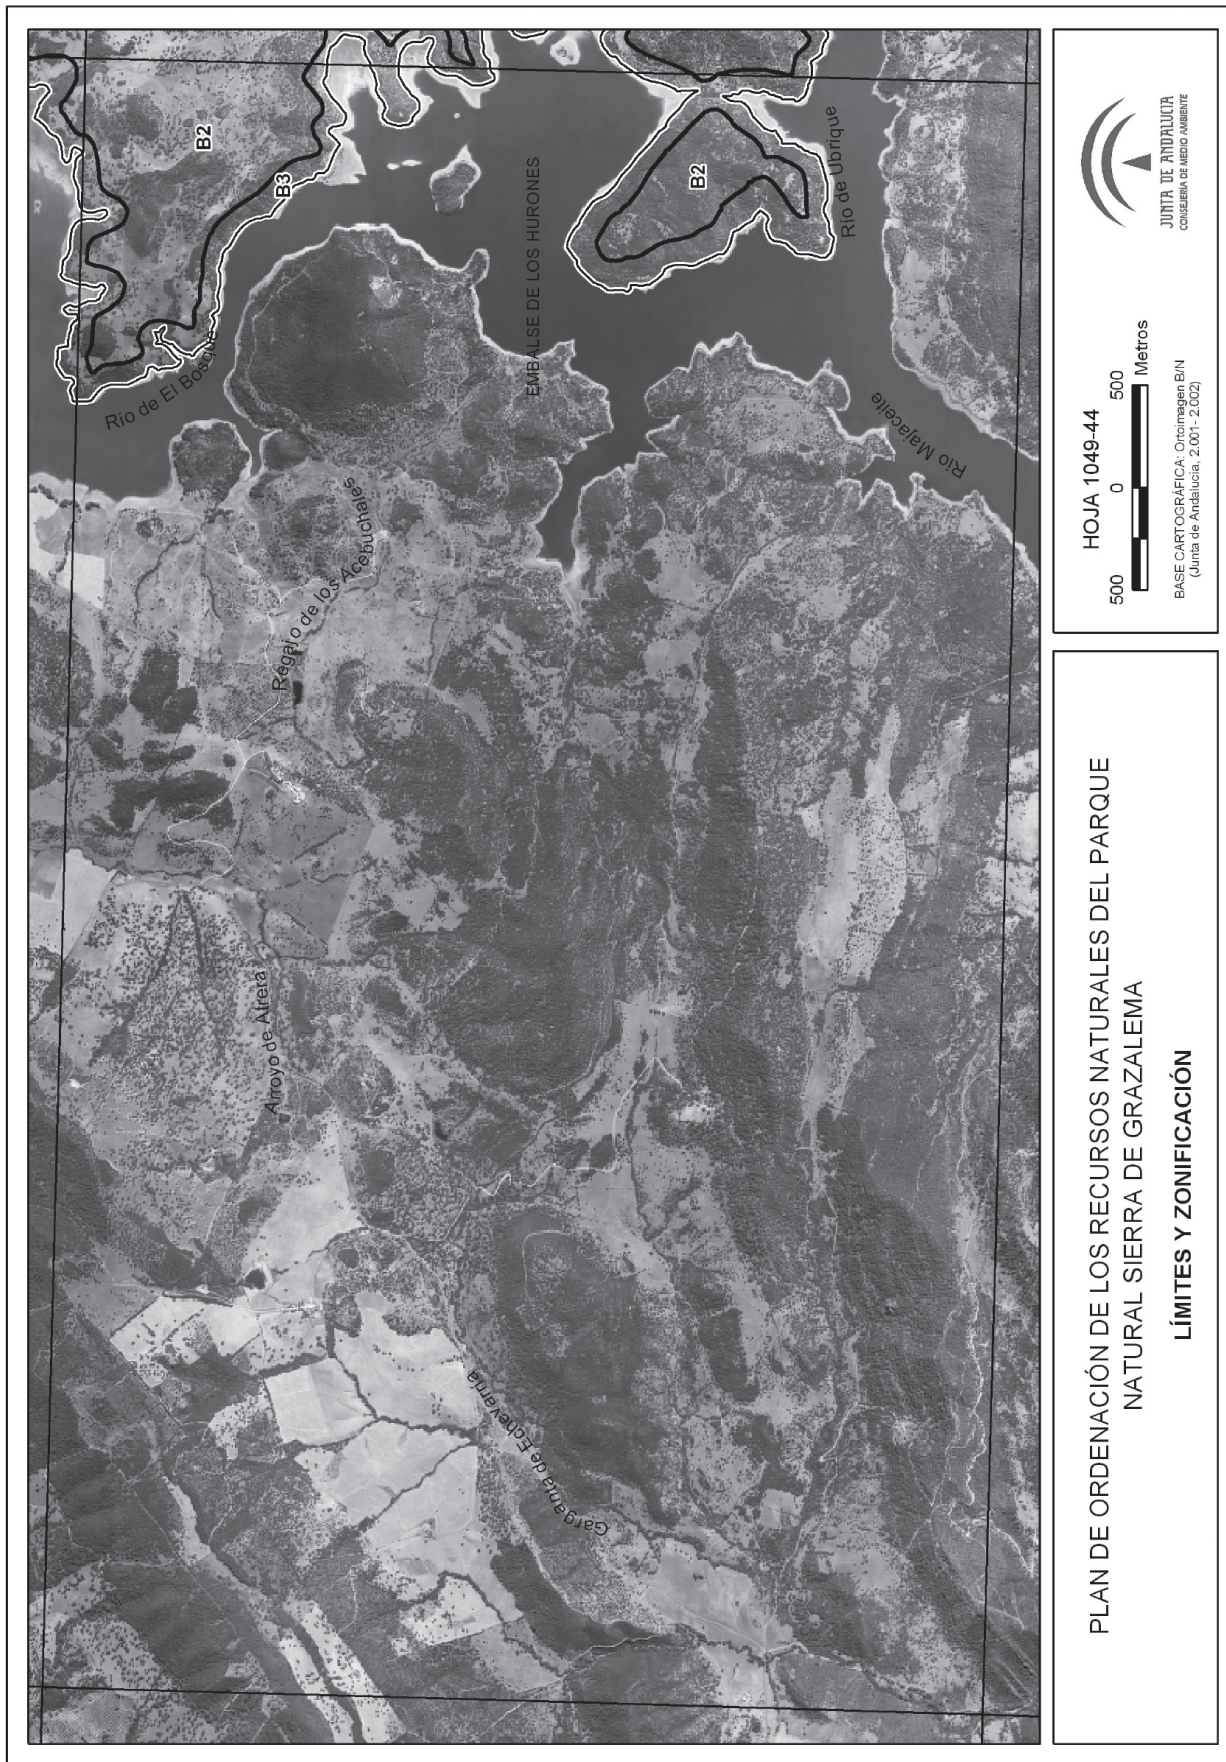 B2
B3
Río de El Bosque
EMBALSE DE LOS HURONES
B2
Río de Ubrique
Regajo de los Acebuchales
Río Majaceite
Arroyo de Atrera
Garganta de Echevarría
PLAN DE ORDENACIÓN DE LOS RECURSOS NATURALES DEL PARQUE
NATURAL SIERRA DE GRAZALEMA
LÍMITES Y ZONIFICACIÓN
HOJA 1049-44
500 0 500
Metros
BASE CARTOGRÁFICA: Ortoimagen B/N
(Junta de Andalucía, 2.001- 2.002)
JUNTA DE ANDALUCIA
CONSEJERÍA DE MEDIO AMBIENTE